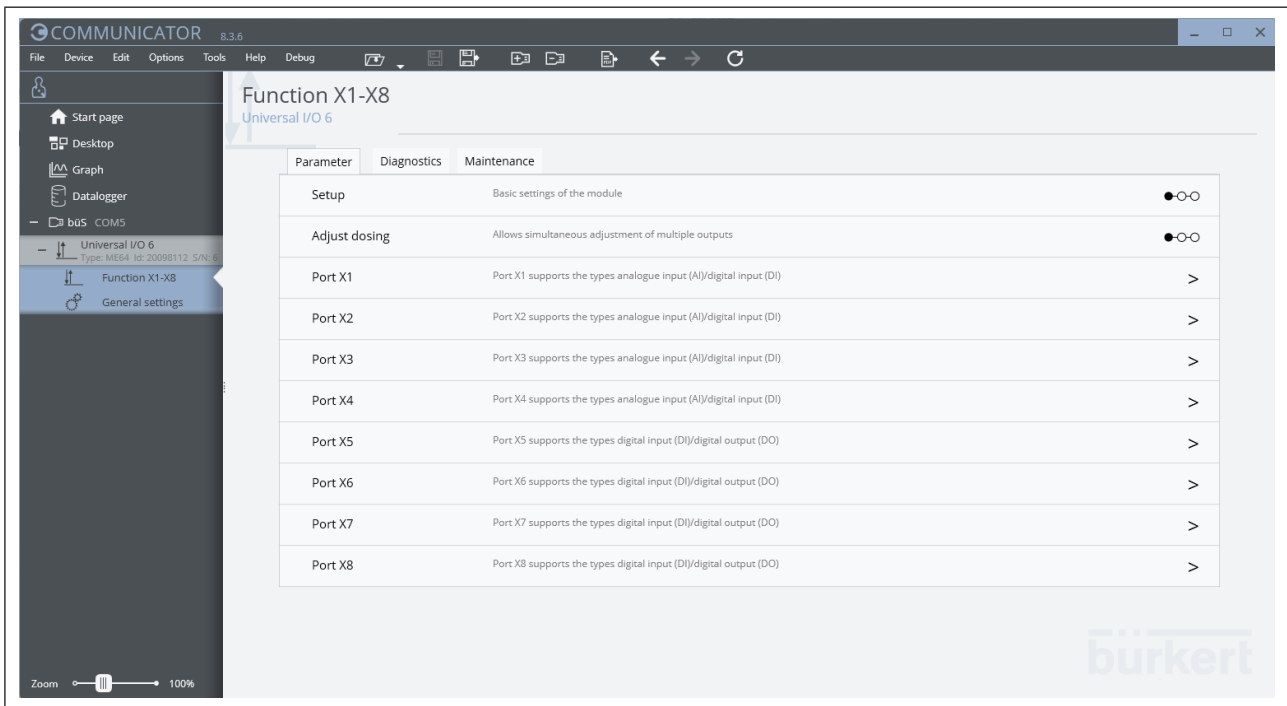 COMMUNICATOR 8.3.6
File Device Edit Options Tools Help Debug
Start page
Desktop
Graph
Datalogger
büS COM5
Universal I/O 6
Type: ME64 Id: 20098112 S/N: 6
Function X1-X8
General settings
Zoom 100%
Function X1-X8
Universal I/O 6
Parameter Diagnostics Maintenance
Setup Basic settings of the module
Adjust dosing Allows simultaneous adjustment of multiple outputs
Port X1 Port X1 supports the types analogue input (AI)/digital input (DI) >
Port X2 Port X2 supports the types analogue input (AI)/digital input (DI) >
Port X3 Port X3 supports the types analogue input (AI)/digital input (DI) >
Port X4 Port X4 supports the types analogue input (AI)/digital input (DI) >
Port X5 Port X5 supports the types digital input (DI)/digital output (DO) >
Port X6 Port X6 supports the types digital input (DI)/digital output (DO) >
Port X7 Port X7 supports the types digital input (DI)/digital output (DO) >
Port X8 Port X8 supports the types digital input (DI)/digital output (DO) >
burkert